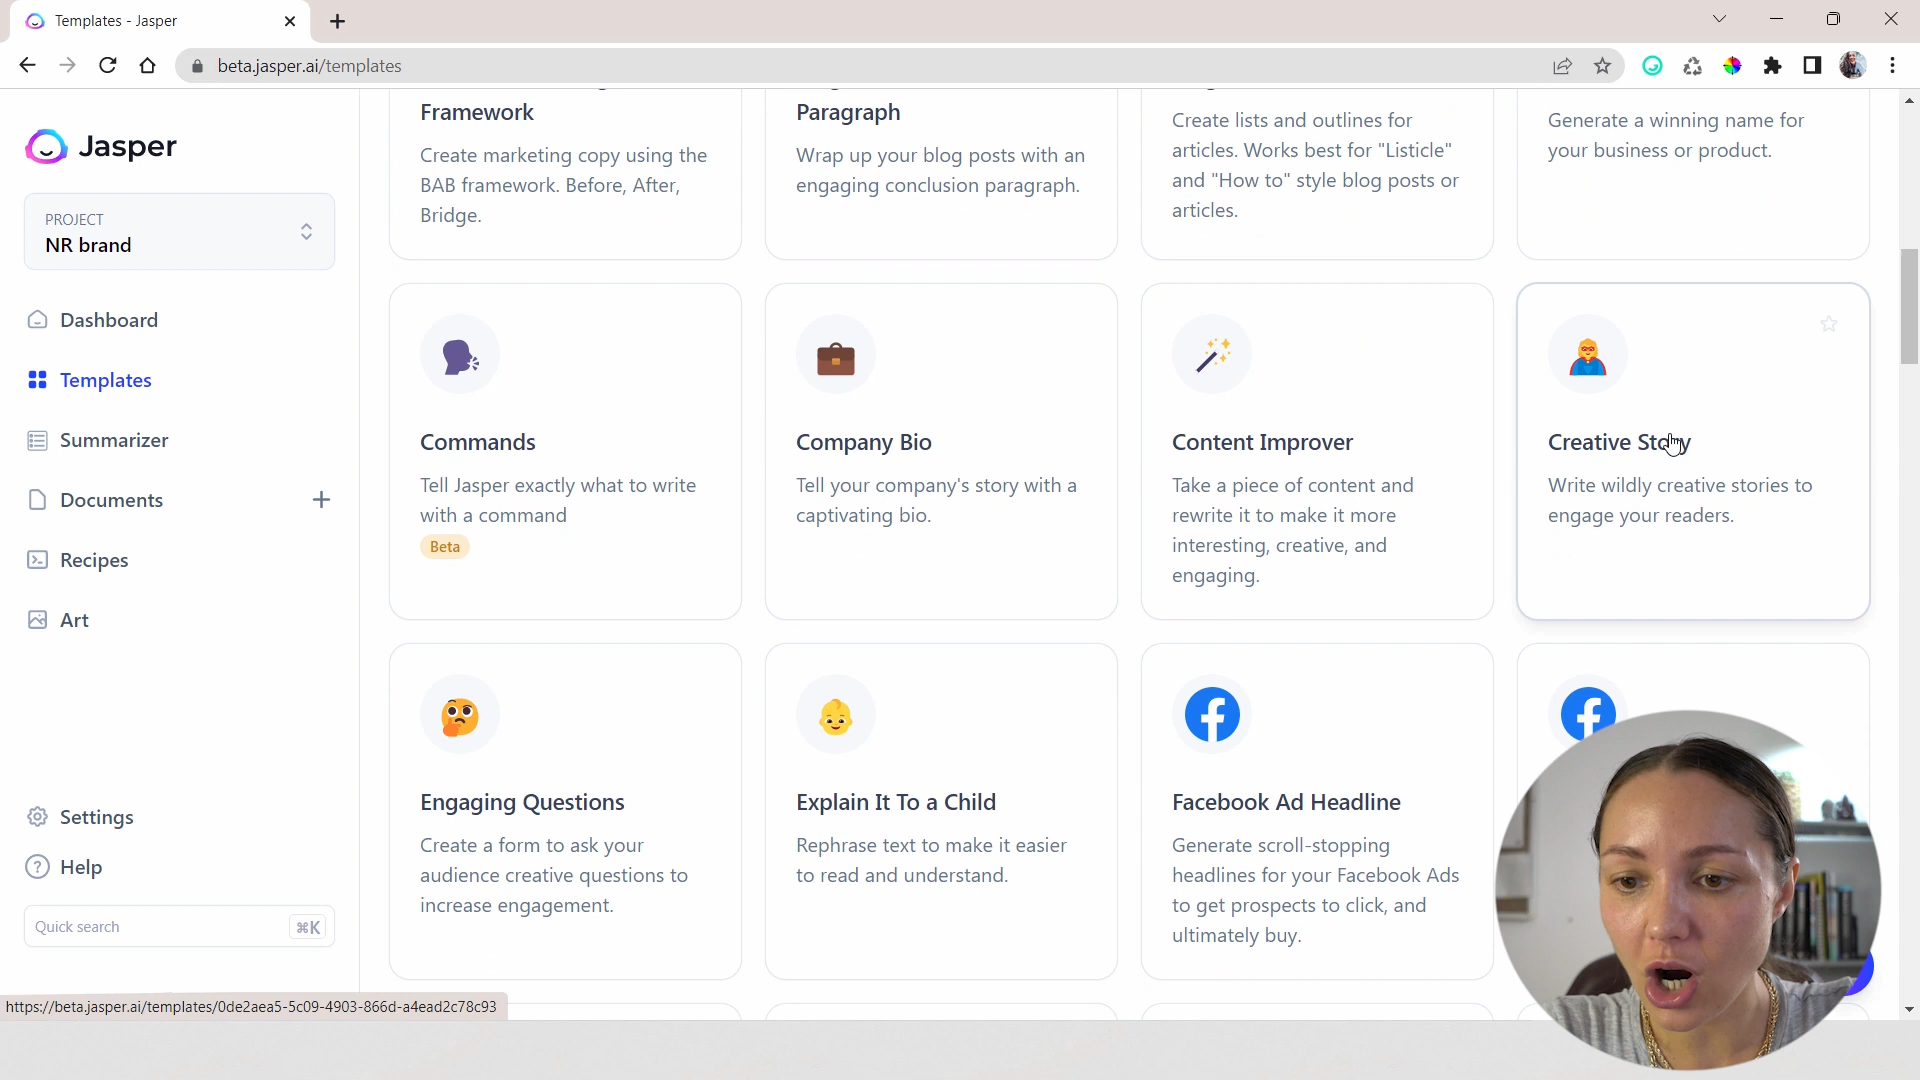 Templates - Jasper
beta.jasper.ai/templates
Jasper
PROJECT
NR brand
Dashboard
Templates
Summarizer
Documents
Recipes
Art
Settings
Help
Quick search
⌘K
Framework
Create marketing copy using the
BAB framework. Before, After,
Bridge.
Paragraph
Wrap up your blog posts with an
engaging conclusion paragraph.
Create lists and outlines for
articles. Works best for "Listicle"
and "How to" style blog posts or
articles.
Generate a winning name for
your business or product.
Commands
Tell Jasper exactly what to write
with a command
Beta
Company Bio
Tell your company's story with a
captivating bio.
Content Improver
Take a piece of content and
rewrite it to make it more
interesting, creative, and
engaging.
Creative Story
Write wildly creative stories to
engage your readers.
Engaging Questions
Create a form to ask your
audience creative questions to
increase engagement.
Explain It To a Child
Rephrase text to make it easier
to read and understand.
Facebook Ad Headline
Generate scroll-stopping
headlines for your Facebook Ads
to get prospects to click, and
ultimately buy.
https://beta.jasper.ai/templates/0de2aea5-5c09-4903-866d-a4ead2c78c93